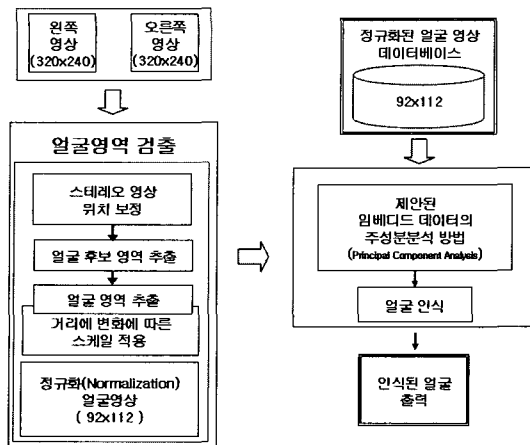 왼쪽
영상
(320x240)
오른쪽
영상
(320x240)
얼굴영역 검출
스테레오 영상
위치 보정
얼굴 후보 영역 추출
얼굴 영역 추출
거리에 변화에 따른
스케일 적용
정규화(Normalization)
얼굴영상
( 92x112 )
정규화된 얼굴 영상
데이터베이스
92x112
제안된
임베디드 데이터의
주성분분석 방법
(Principal Component Analysis)
얼굴 인식
인식된 얼굴
출력